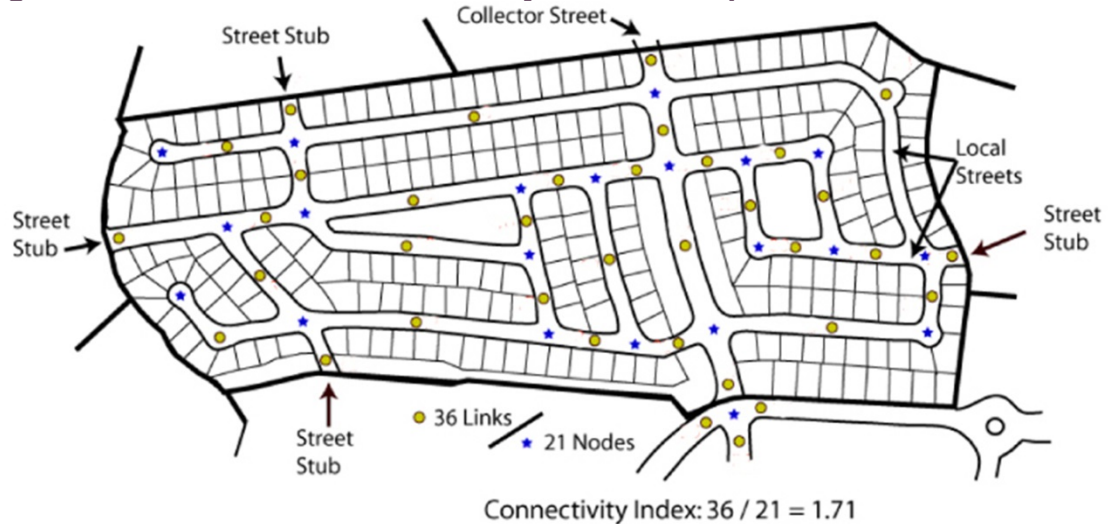 Collector Street
Street Stub
Local
Streets
Street
Stub
Street
Stub
36 Links
21 Nodes
Street
Stub
Connectivity Index: 36 / 21 = 1.71